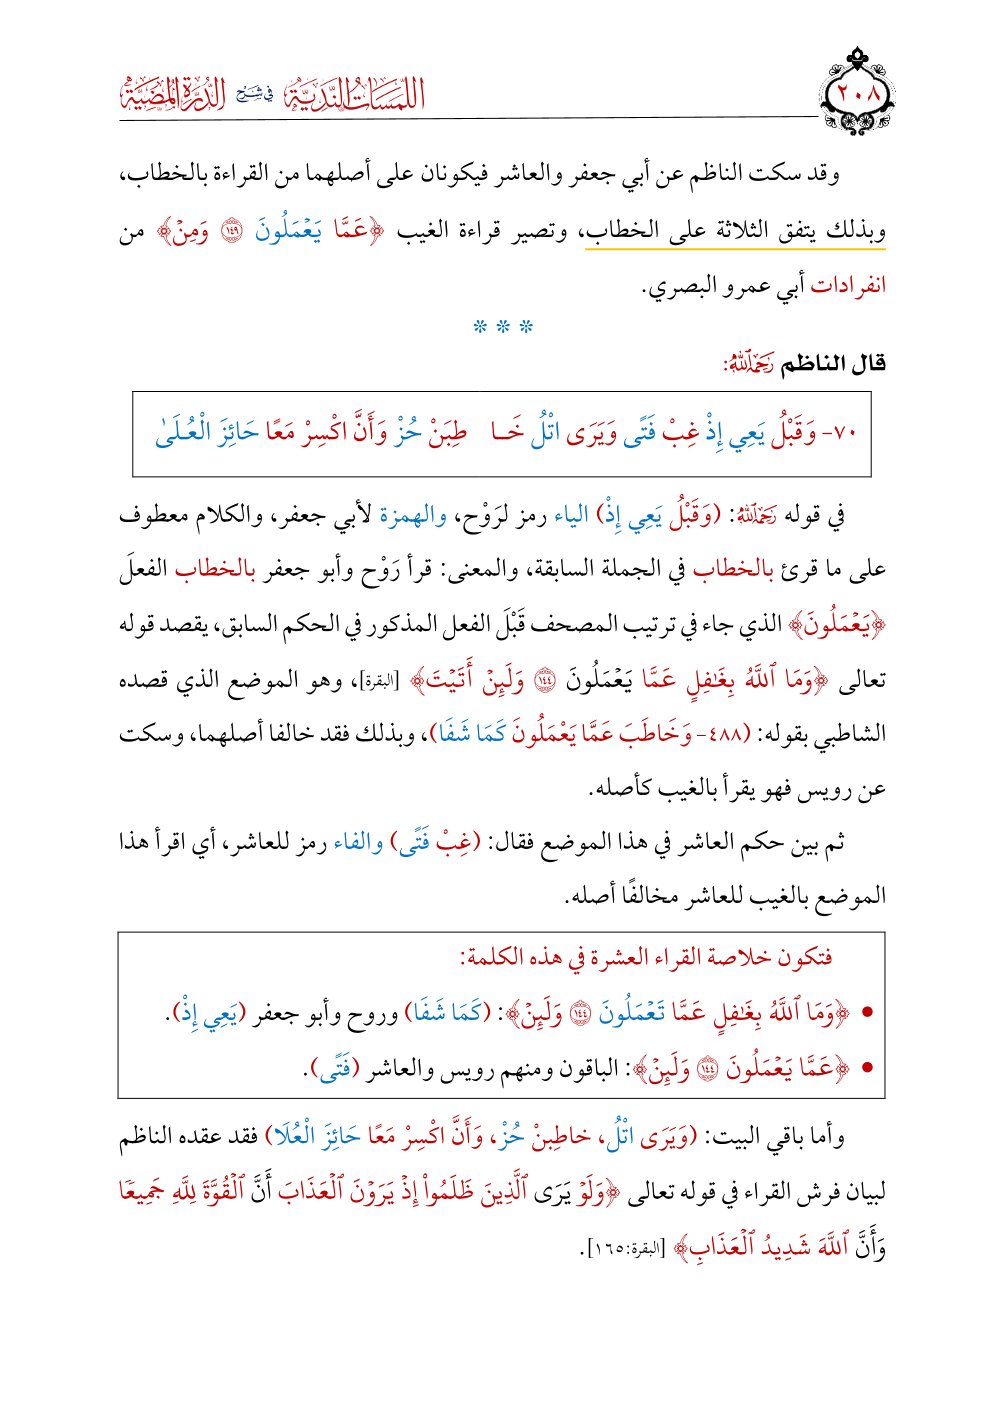 ٢٠٨
اللمسات الندية في شرح الدرة المضية
وقد سكت الناظم عن أبي جعفر والعاشر فيكونان على أصلهما من القراءة بالخطاب،
وبذلك يتفق الثلاثة على الخطاب، وتصير قراءة الغيب ﴿عَمَّا يَعْمَلُونَ ١٤٩ وَمِنْ﴾ من
انفرادات أبي عمرو البصري.
* * *
قال الناظم رَحِمَهُ ٱللَّهُ:
٧٠- وَقَبْلُ يَعِي إِذْ غِبْ فَتًى وَيَرَى اتْلُ خَـا طِبَنْ حُزْ وَأَنَّ اكْسِرْ مَعًا حَائِزَ الْعُـلَىٰ
في قوله رَحِمَهُ ٱللَّهُ: (وَقَبْلُ يَعِي إِذْ) الياء رمز لرَوْح، والهمزة لأبي جعفر، والكلام معطوف
على ما قرئ بالخطاب في الجملة السابقة، والمعنى: قرأ رَوْح وأبو جعفر بالخطاب الفعلَ
﴿يَعْمَلُونَ﴾ الذي جاء في ترتيب المصحف قَبْلَ الفعل المذكور في الحكم السابق، يقصد قوله
تعالى ﴿وَمَا ٱللَّهُ بِغَٰفِلٍ عَمَّا يَعْمَلُونَ ١٤٤ وَلَئِنْ أَتَيْتَ﴾ [البقرة]، وهو الموضع الذي قصده
الشاطبي بقوله: (٤٨٨- وَخَاطَبَ عَمَّا يَعْمَلُونَ كَمَا شَفَا)، وبذلك فقد خالفا أصلهما، وسكت
عن رويس فهو يقرأ بالغيب كأصله.
ثم بين حكم العاشر في هذا الموضع فقال: (غِبْ فَتًى) والفاء رمز للعاشر، أي اقرأ هذا
الموضع بالغيب للعاشر مخالفًا أصله.
فتكون خلاصة القراء العشرة في هذه الكلمة:
● ﴿وَمَا ٱللَّهُ بِغَٰفِلٍ عَمَّا تَعْمَلُونَ ١٤٤ وَلَئِنْ﴾: (كَمَا شَفَا) وروح وأبو جعفر (يَعِي إِذْ).
● ﴿عَمَّا يَعْمَلُونَ ١٤٤ وَلَئِنْ﴾: الباقون ومنهم رويس والعاشر (فَتًى).
وأما باقي البيت: (وَيَرَى اتْلُ، خاطِبنْ حُزْ، وَأَنَّ اكْسِرْ مَعًا حَائِزَ الْعُلَا) فقد عقده الناظم
لبيان فرش القراء في قوله تعالى ﴿وَلَوْ يَرَى ٱلَّذِينَ ظَلَمُوا۟ إِذْ يَرَوْنَ ٱلْعَذَابَ أَنَّ ٱلْقُوَّةَ لِلَّهِ جَمِيعًا
وَأَنَّ ٱللَّهَ شَدِيدُ ٱلْعَذَابِ﴾ [البقرة: ١٦٥].